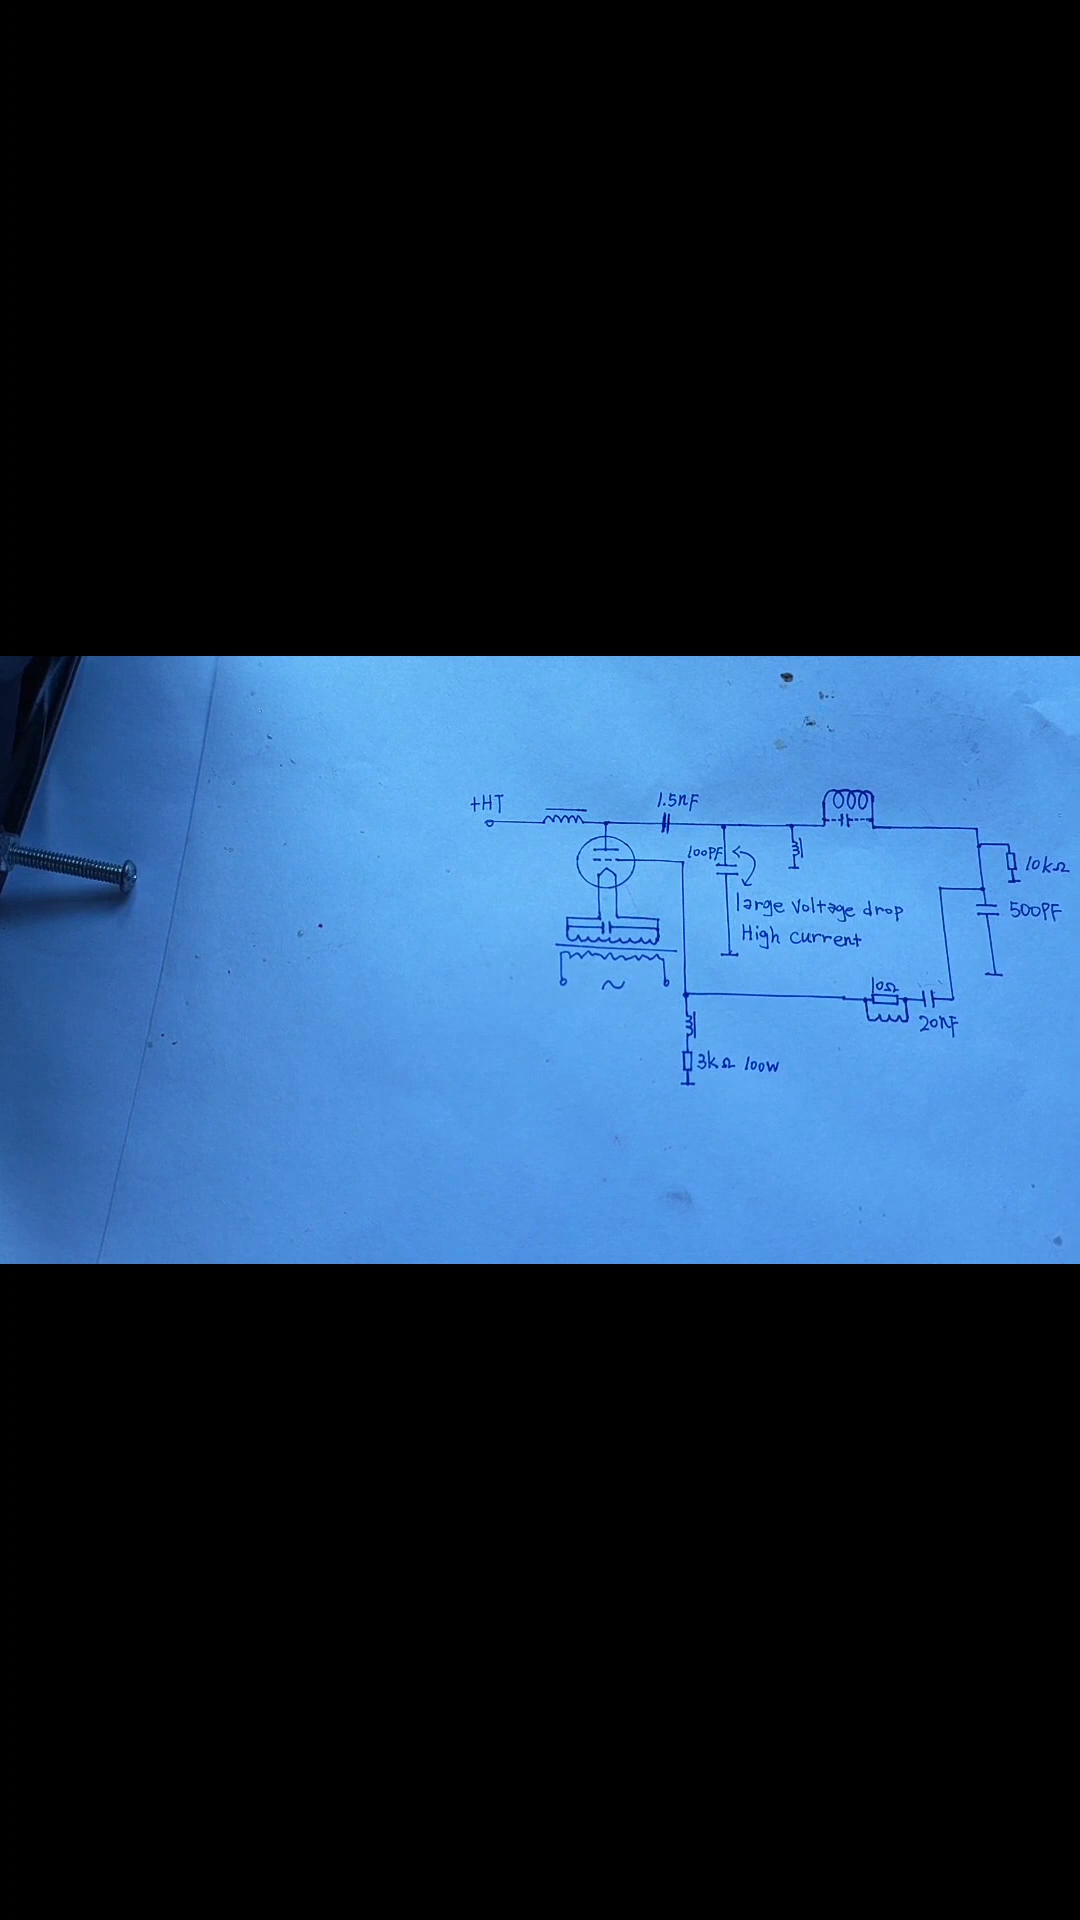 +HT
1.5nF
100PF
large voltage drop
High current
10kΩ
500PF
~
10Ω
20nF
3kΩ 100W